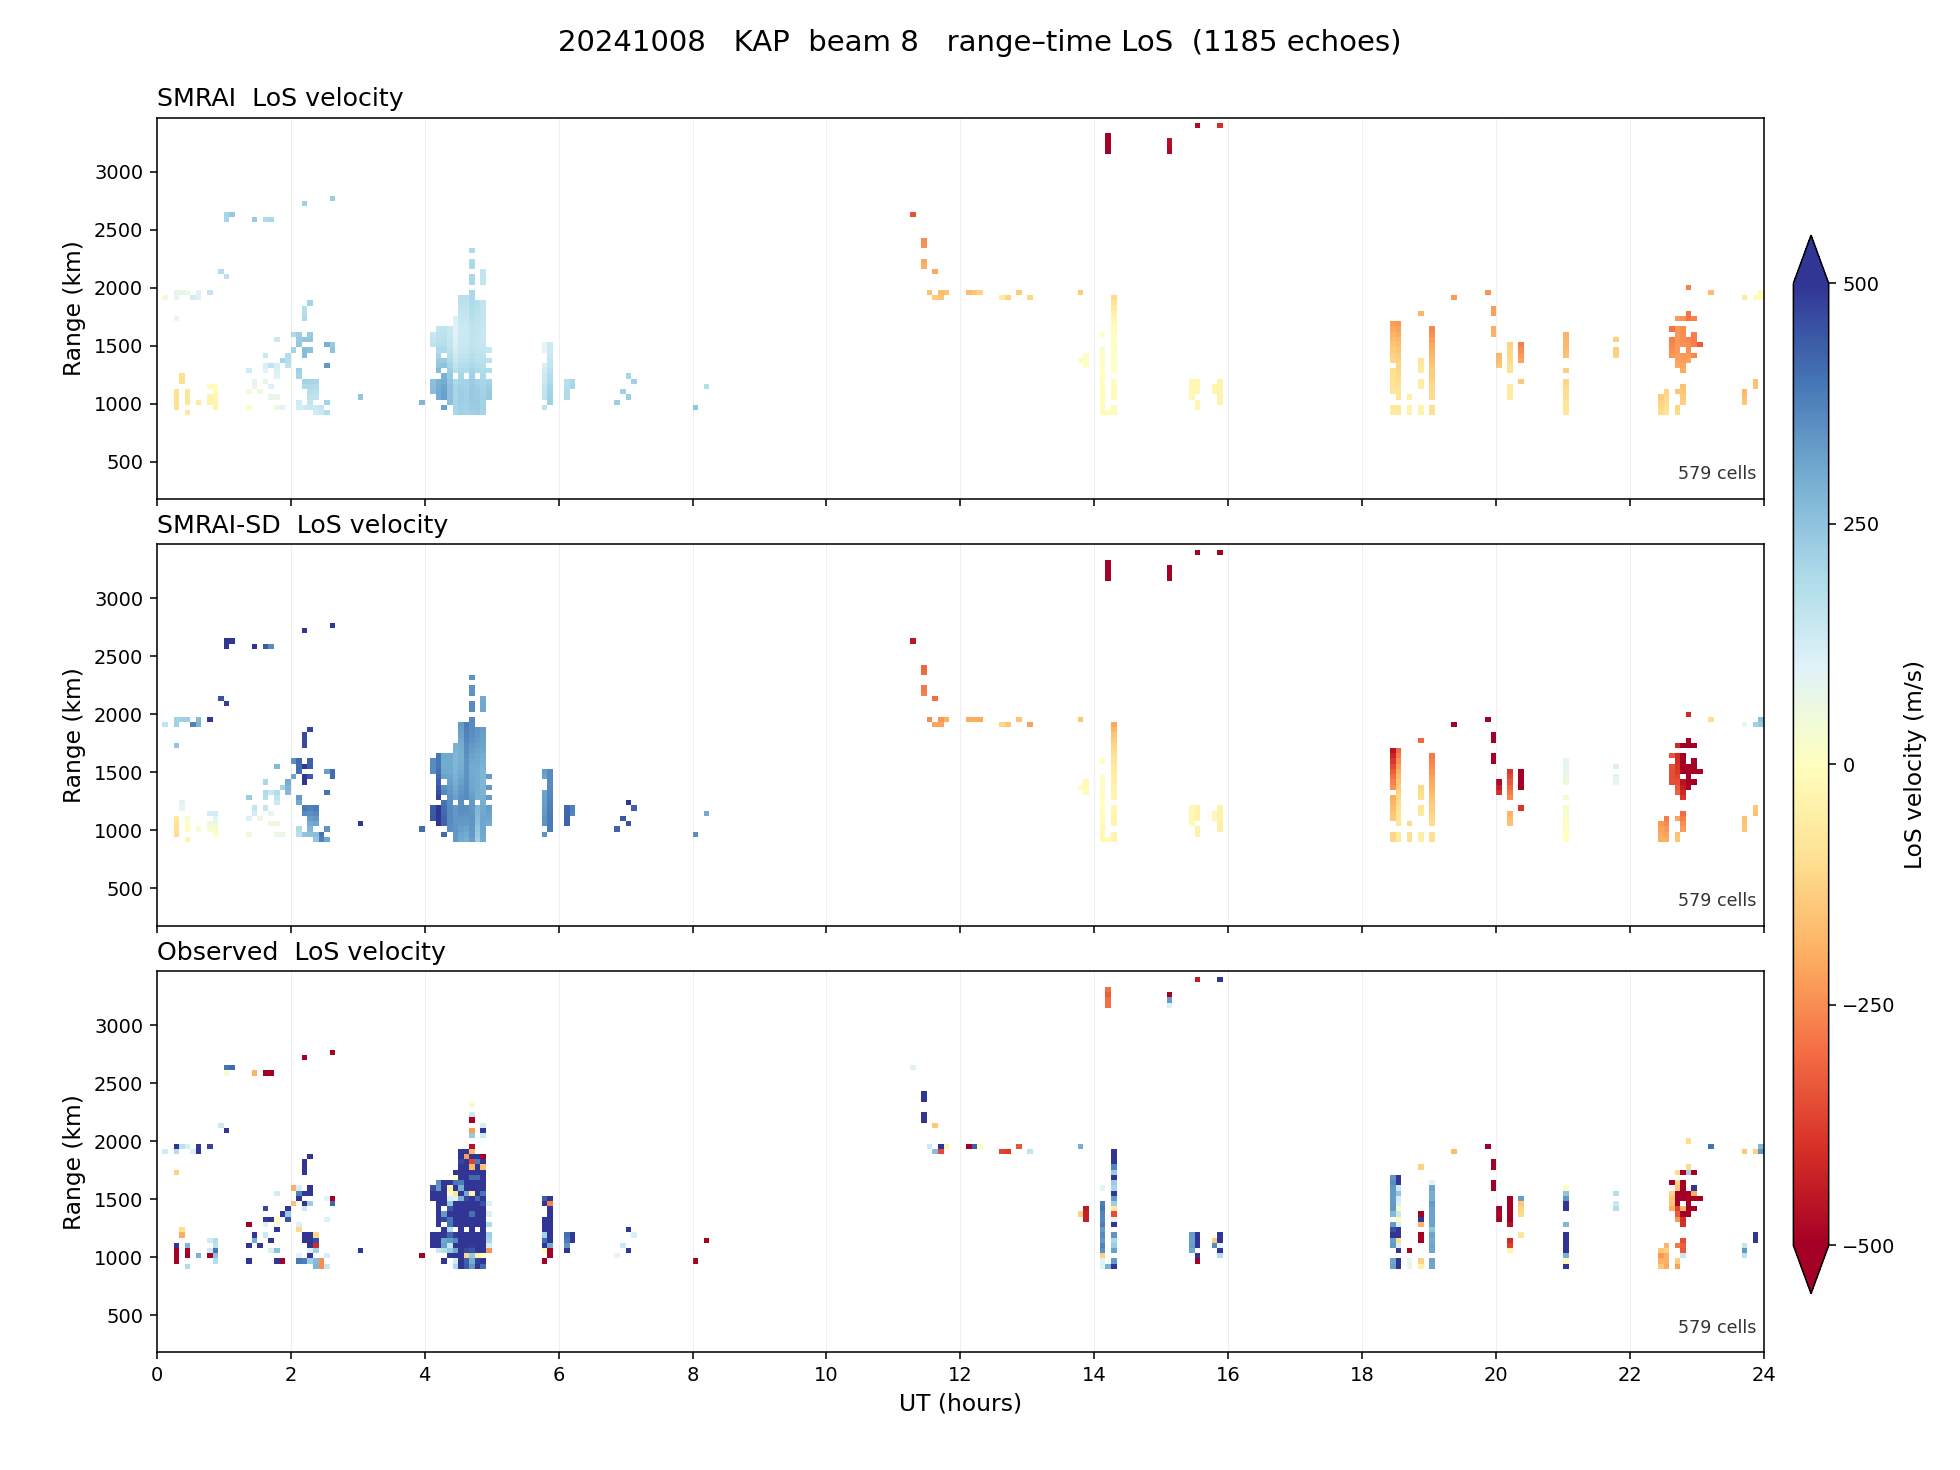 20241008   KAP  beam 8   range–time LoS  (1185 echoes)
SMRAI  LoS velocity
3000
2500
2000
1500
1000
500
Range (km)
579 cells
SMRAI-SD  LoS velocity
3000
2500
2000
1500
1000
500
Range (km)
579 cells
Observed  LoS velocity
3000
2500
2000
1500
1000
500
Range (km)
579 cells
0 2 4 6 8 10 12 14 16 18 20 22 24
UT (hours)
500
250
0
−250
−500
LoS velocity (m/s)